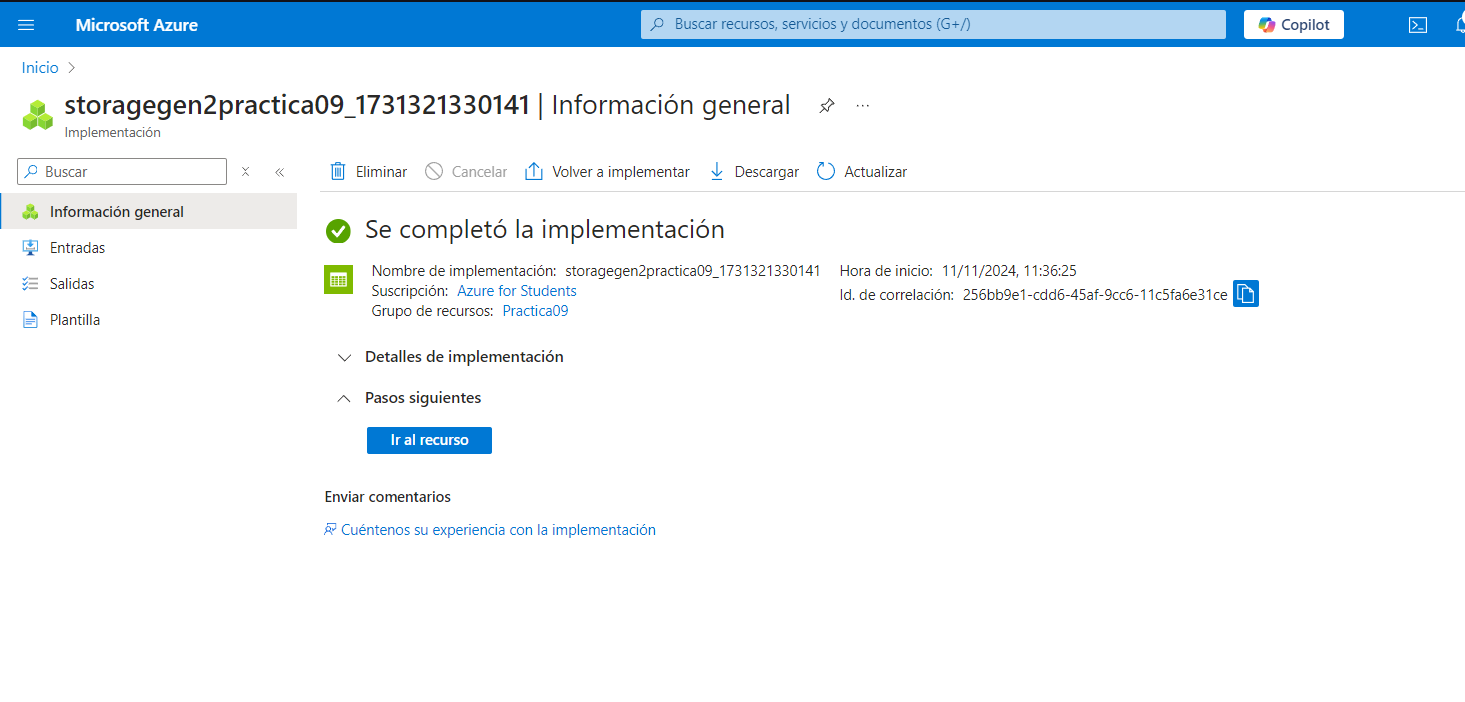 Microsoft Azure
Buscar recursos, servicios y documentos (G+/)
Copilot
Inicio
storagegen2practica09_1731321330141 | Información general
Implementación
Buscar
Eliminar
Cancelar
Volver a implementar
Descargar
Actualizar
Información general
Entradas
Salidas
Plantilla
Se completó la implementación
Nombre de implementación: storagegen2practica09_1731321330141
Suscripción: Azure for Students
Grupo de recursos: Practica09
Hora de inicio: 11/11/2024, 11:36:25
Id. de correlación: 256bb9e1-cdd6-45af-9cc6-11c5fa6e31ce
Detalles de implementación
Pasos siguientes
Ir al recurso
Enviar comentarios
Cuéntenos su experiencia con la implementación